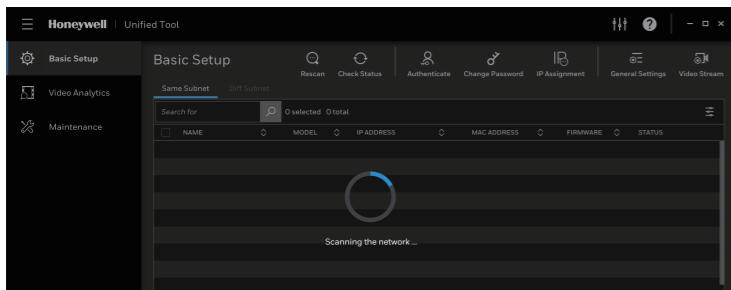 Honeywell | Unified Tool
Basic Setup
Video Analytics
Maintenance
Basic Setup
Rescan
Check Status
Authenticate
Change Password
IP Assignment
General Settings
Video Stream
Same Subnet
Diff Subnet
Search for
0 selected 0 total
NAME MODEL IP ADDRESS MAC ADDRESS FIRMWARE STATUS
Scanning the network ...